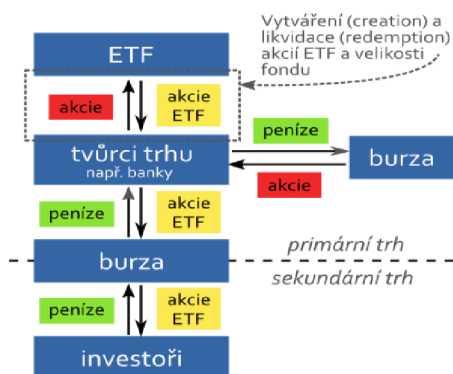 Vytváření (creation) a
likvidace (redemption)
akcií ETF a velikosti
fondu
ETF
akcie
akcie
ETF
tvůrci trhu
např. banky
peníze
akcie
burza
peníze
akcie
ETF
burza
primární trh
sekundární trh
peníze
akcie
ETF
investoři